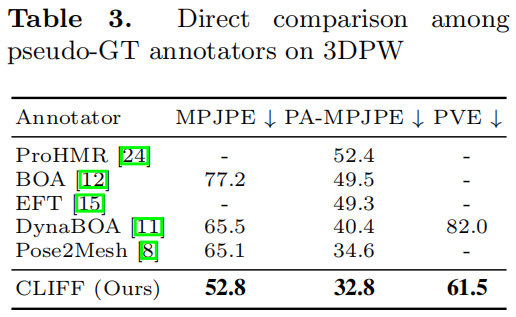 Table 3. Direct comparison among
pseudo-GT annotators on 3DPW
Annotator MPJPE ↓ PA-MPJPE ↓ PVE ↓
ProHMR [24] - 52.4 -
BOA [12] 77.2 49.5 -
EFT [15] - 49.3 -
DynaBOA [11] 65.5 40.4 82.0
Pose2Mesh [8] 65.1 34.6 -
CLIFF (Ours) 52.8 32.8 61.5